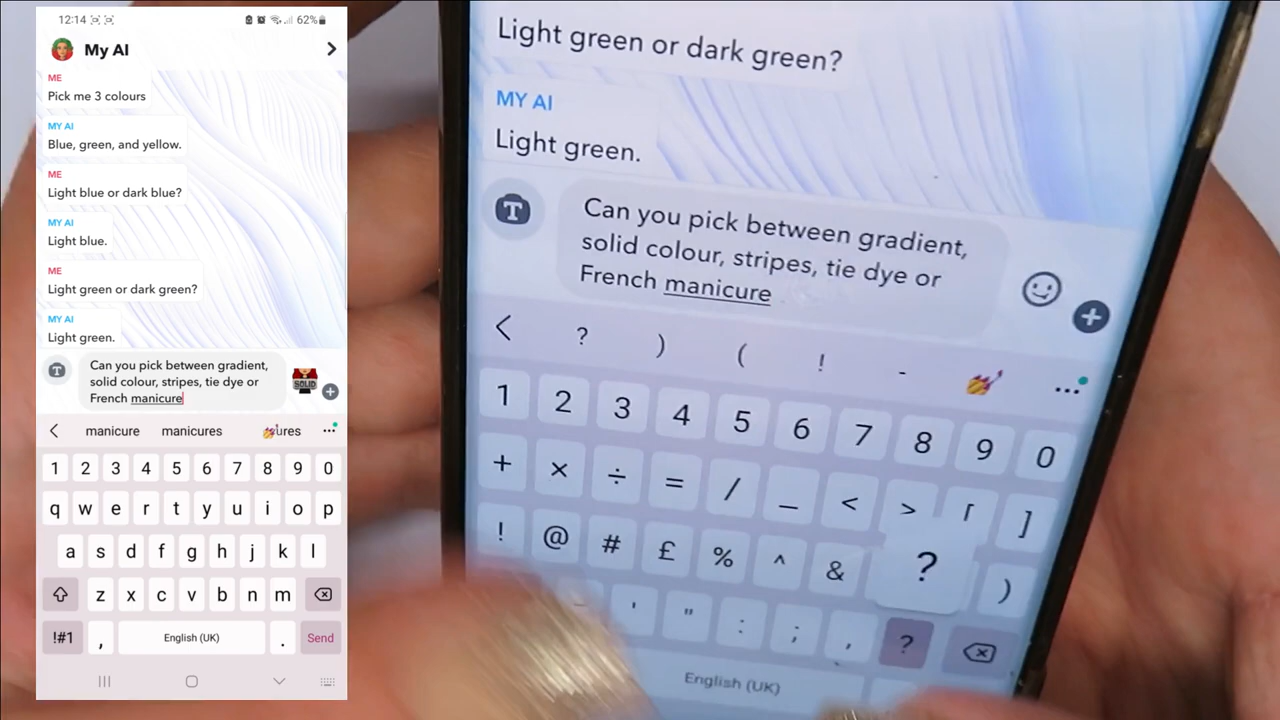 12:14 62%
My AI
ME
Pick me 3 colours
MY AI
Blue, green, and yellow.
ME
Light blue or dark blue?
MY AI
Light blue.
ME
Light green or dark green?
MY AI
Light green.
T
Can you pick between gradient,
solid colour, stripes, tie dye or
French manicure
SOLID
+
manicure manicures ures ...
1 2 3 4 5 6 7 8 9 0
q w e r t y u i o p
a s d f g h j k l
z x c v b n m
!#1 , English (UK) . Send
Light green or dark green?
MY AI
Light green.
T
Can you pick between gradient,
solid colour, stripes, tie dye or
French manicure
+
? ) ( ! - ...
1 2 3 4 5 6 7 8 9 0
+ × ÷ = / _ < > [ ]
! @ # £ % ^ & ? )
' " : ; , ?
English (UK)